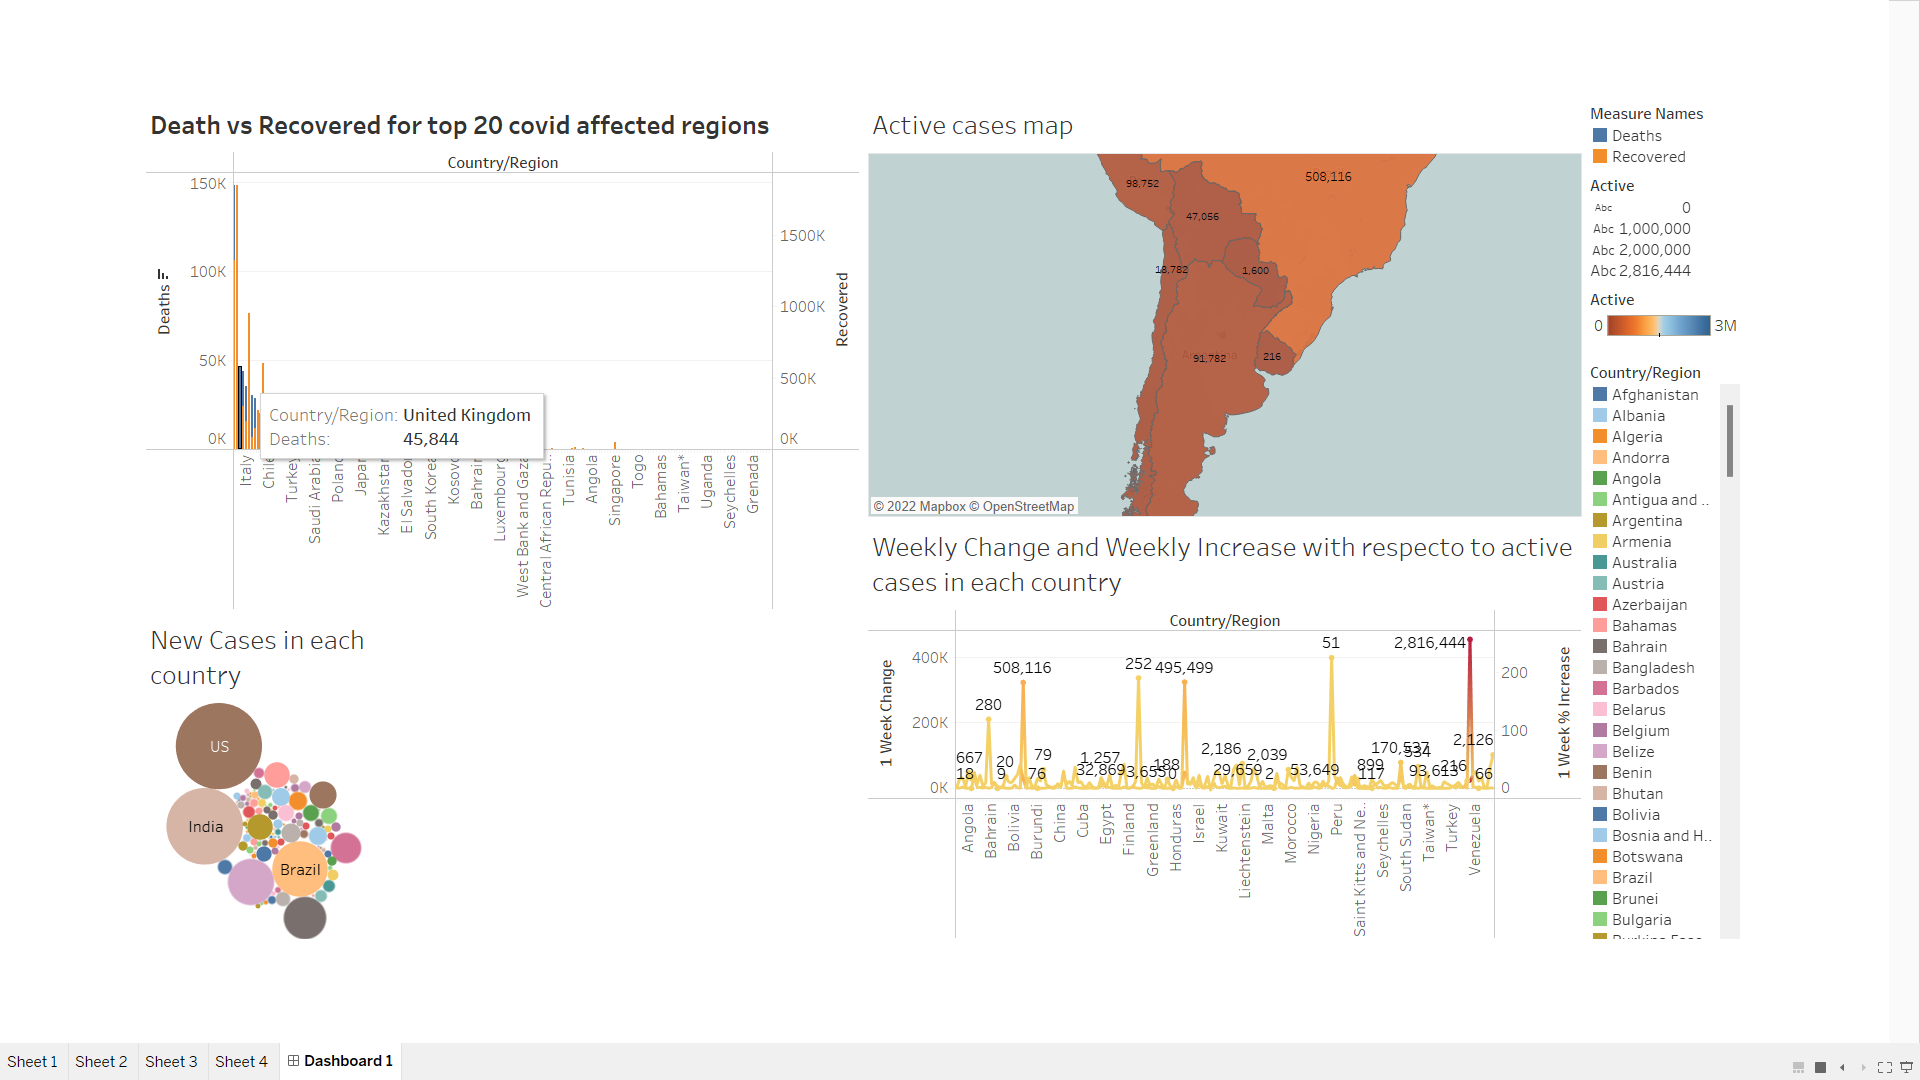 Death vs Recovered for top 20 covid affected regions
Country/Region
150K
100K
50K
0K
Deaths
1500K
1000K
500K
0K
Recovered
Country/Region: United Kingdom
Deaths: 45,844
Italy
Chile
Turkey
Saudi Arabia
Poland
Japan
Kazakhstan
El Salvador
South Korea
Kosovo
Bahrain
Luxembourg
West Bank and Gaza
Central African Repu..
Tunisia
Angola
Singapore
Togo
Bahamas
Taiwan*
Uganda
Seychelles
Grenada
New Cases in each
country
US
India
Brazil
Active cases map
98,752
508,116
47,056
18,782
1,600
91,782
216
© 2022 Mapbox © OpenStreetMap
Weekly Change and Weekly Increase with respecto to active
cases in each country
Country/Region
400K
200K
0K
1 Week Change
200
100
0
1 Week % Increase
51
2,816,444
508,116
252
495,499
280
667
18
20
9
79
76
1,257
32,869
188
2,186
29,659
2,039
2
53,649
899
117
170,537
534
93,613
216
2,126
66
Angola
Bahrain
Bolivia
Burundi
China
Cuba
Egypt
Finland
Greenland
Honduras
Israel
Kuwait
Liechtenstein
Malta
Morocco
Nigeria
Peru
Saint Kitts and Ne..
Seychelles
South Sudan
Taiwan*
Turkey
Venezuela
Measure Names
Deaths
Recovered
Active
Abc 0
Abc 1,000,000
Abc 2,000,000
Abc 2,816,444
Active
0 3M
Country/Region
Afghanistan
Albania
Algeria
Andorra
Angola
Antigua and ..
Argentina
Armenia
Australia
Austria
Azerbaijan
Bahamas
Bahrain
Bangladesh
Barbados
Belarus
Belgium
Belize
Benin
Bhutan
Bolivia
Bosnia and H..
Botswana
Brazil
Brunei
Bulgaria
Sheet 1 Sheet 2 Sheet 3 Sheet 4 Dashboard 1